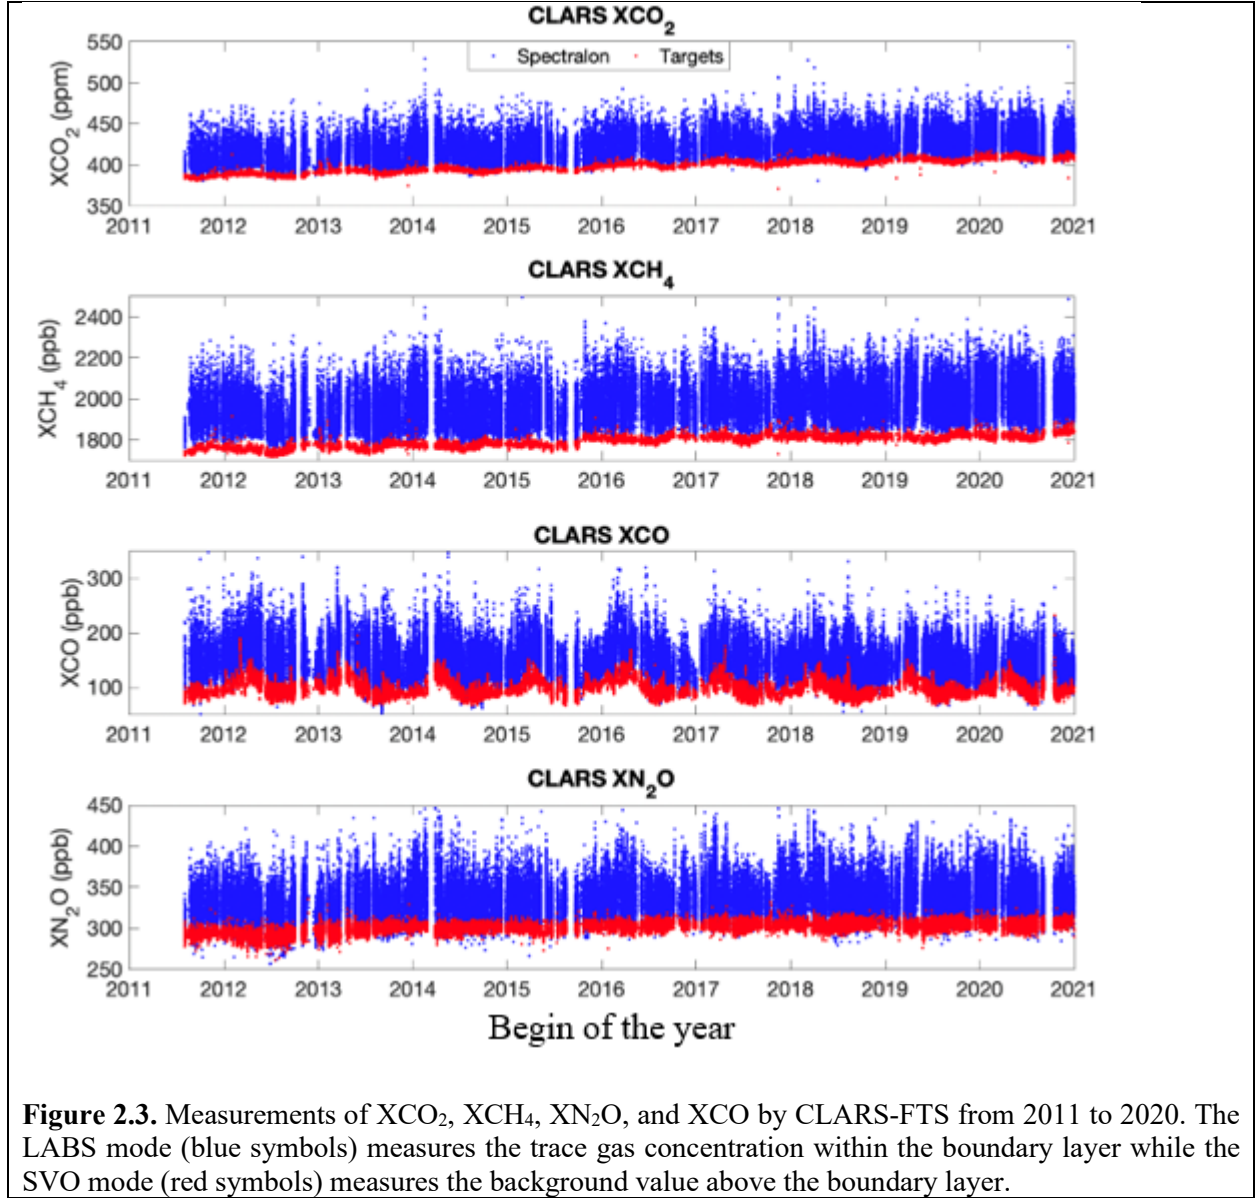 CLARS XCO2
550
500
450
400
350
XCO2 (ppm)
Spectralon Targets
2011 2012 2013 2014 2015 2016 2017 2018 2019 2020 2021
CLARS XCH4
2400
2200
2000
1800
XCH4 (ppb)
2011 2012 2013 2014 2015 2016 2017 2018 2019 2020 2021
CLARS XCO
300
200
100
XCO (ppb)
2011 2012 2013 2014 2015 2016 2017 2018 2019 2020 2021
CLARS XN2O
450
400
350
300
250
XN2O (ppb)
2011 2012 2013 2014 2015 2016 2017 2018 2019 2020 2021
Begin of the year
Figure 2.3. Measurements of XCO2, XCH4, XN2O, and XCO by CLARS-FTS from 2011 to 2020. The
LABS mode (blue symbols) measures the trace gas concentration within the boundary layer while the
SVO mode (red symbols) measures the background value above the boundary layer.